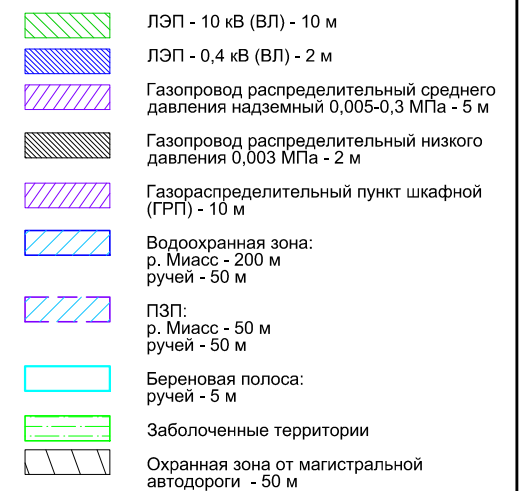 ЛЭП - 10 кВ (ВЛ) - 10 м
ЛЭП - 0,4 кВ (ВЛ) - 2 м
Газопровод распределительный среднего
давления надземный 0,005-0,3 МПа - 5 м
Газопровод распределительный низкого
давления 0,003 МПа - 2 м
Газораспределительный пункт шкафной
(ГРП) - 10 м
Водоохранная зона:
р. Миасс - 200 м
ручей - 50 м
ПЗП:
р. Миасс - 50 м
ручей - 50 м
Береновая полоса:
ручей - 5 м
Заболоченные территории
Охранная зона от магистральной
автодороги - 50 м